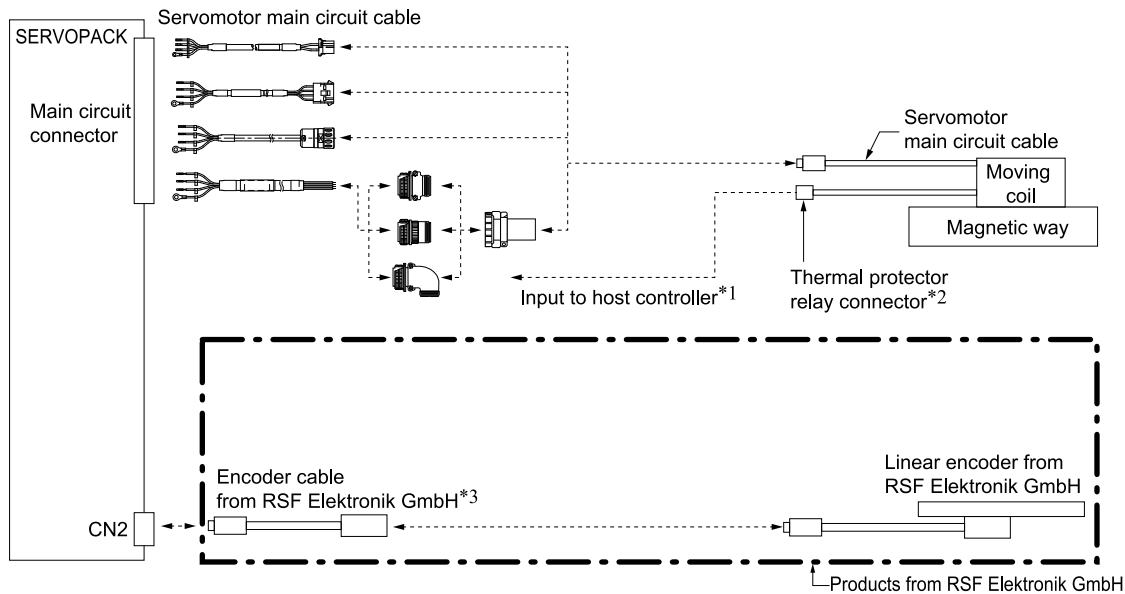 Servomotor main circuit cable
SERVOPACK
Main circuit
connector
Servomotor
main circuit cable
Moving
coil
Magnetic way
Thermal protector
relay connector*2
Input to host controller*1
Linear encoder from
RSF Elektronik GmbH
Encoder cable
from RSF Elektronik GmbH*3
CN2
Products from RSF Elektronik GmbH